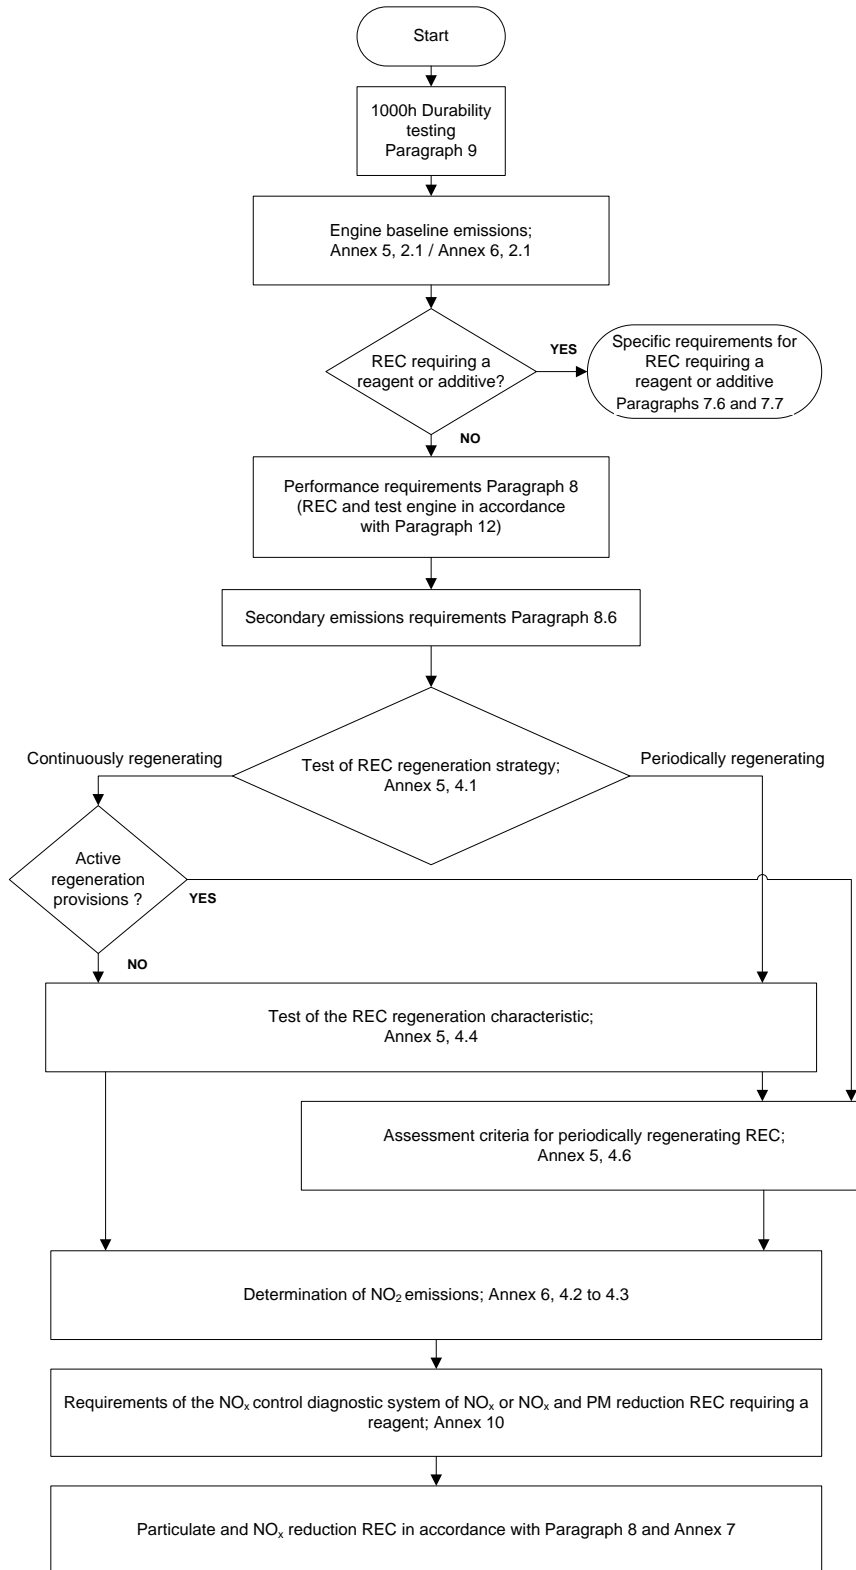 Start
1000h Durability
testing
Paragraph 9
Engine baseline emissions;
Annex 5, 2.1 / Annex 6, 2.1
REC requiring a
reagent or additive?
YES
Specific requirements for
REC requiring a
reagent or additive
Paragraphs 7.6 and 7.7
NO
Performance requirements Paragraph 8
(REC and test engine in accordance
with Paragraph 12)
Secondary emissions requirements Paragraph 8.6
Continuously regenerating
Test of REC regeneration strategy;
Annex 5, 4.1
Periodically regenerating
Active
regeneration
provisions ?
YES
NO
Test of the REC regeneration characteristic;
Annex 5, 4.4
Assessment criteria for periodically regenerating REC;
Annex 5, 4.6
Determination of NO₂ emissions; Annex 6, 4.2 to 4.3
Requirements of the NOₓ control diagnostic system of NOₓ or NOₓ and PM reduction REC requiring a
reagent; Annex 10
Particulate and NOₓ reduction REC in accordance with Paragraph 8 and Annex 7